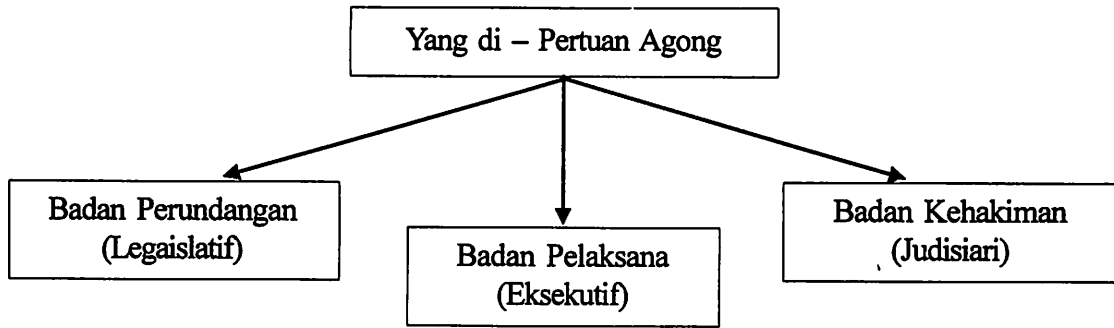 Yang di – Pertuan Agong
Badan Perundangan
(Legaislatif)
Badan Pelaksana
(Eksekutif)
Badan Kehakiman
(Judisiari)